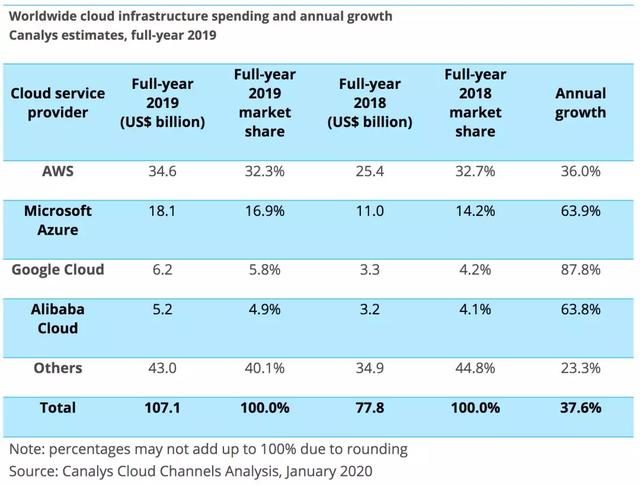 Worldwide cloud infrastructure spending and annual growth
Canalys estimates, full-year 2019
Cloud service provider | Full-year 2019 (US$ billion) | Full-year 2019 market share | Full-year 2018 (US$ billion) | Full-year 2018 market share | Annual growth
AWS 34.6 32.3% 25.4 32.7% 36.0%
Microsoft Azure 18.1 16.9% 11.0 14.2% 63.9%
Google Cloud 6.2 5.8% 3.3 4.2% 87.8%
Alibaba Cloud 5.2 4.9% 3.2 4.1% 63.8%
Others 43.0 40.1% 34.9 44.8% 23.3%
Total 107.1 100.0% 77.8 100.0% 37.6%
Note: percentages may not add up to 100% due to rounding
Source: Canalys Cloud Channels Analysis, January 2020